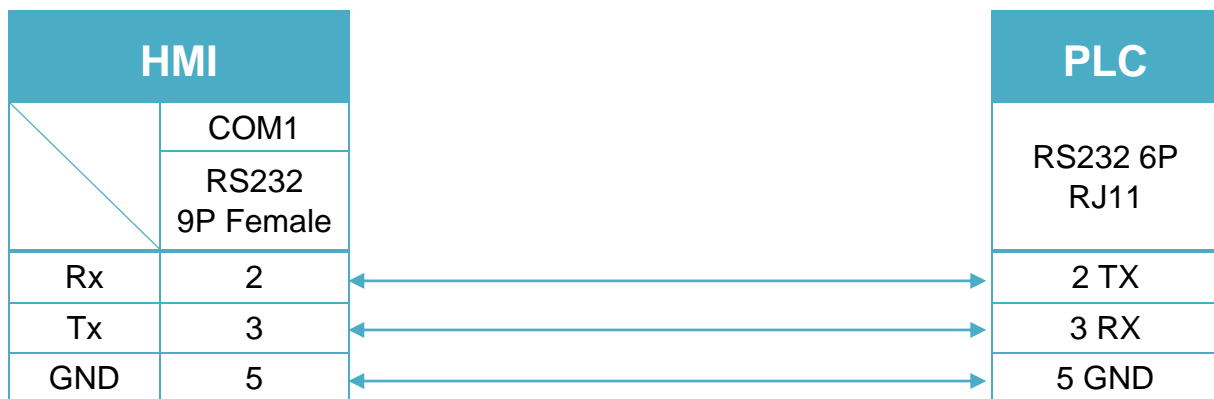 HMI
PLC
COM1
RS232
9P Female
RS232 6P
RJ11
Rx 2 2 TX
Tx 3 3 RX
GND 5 5 GND